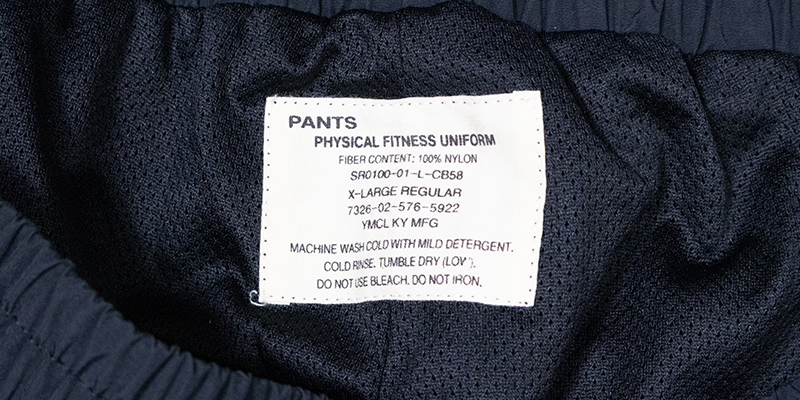 PANTS
PHYSICAL FITNESS UNIFORM
FIBER CONTENT: 100% NYLON
SR0100-01-L-CB58
X-LARGE REGULAR
7326-02-576-5922
YMCL KY MFG
MACHINE WASH COLD WITH MILD DETERGENT.
COLD RINSE. TUMBLE DRY (LOW).
DO NOT USE BLEACH. DO NOT IRON.